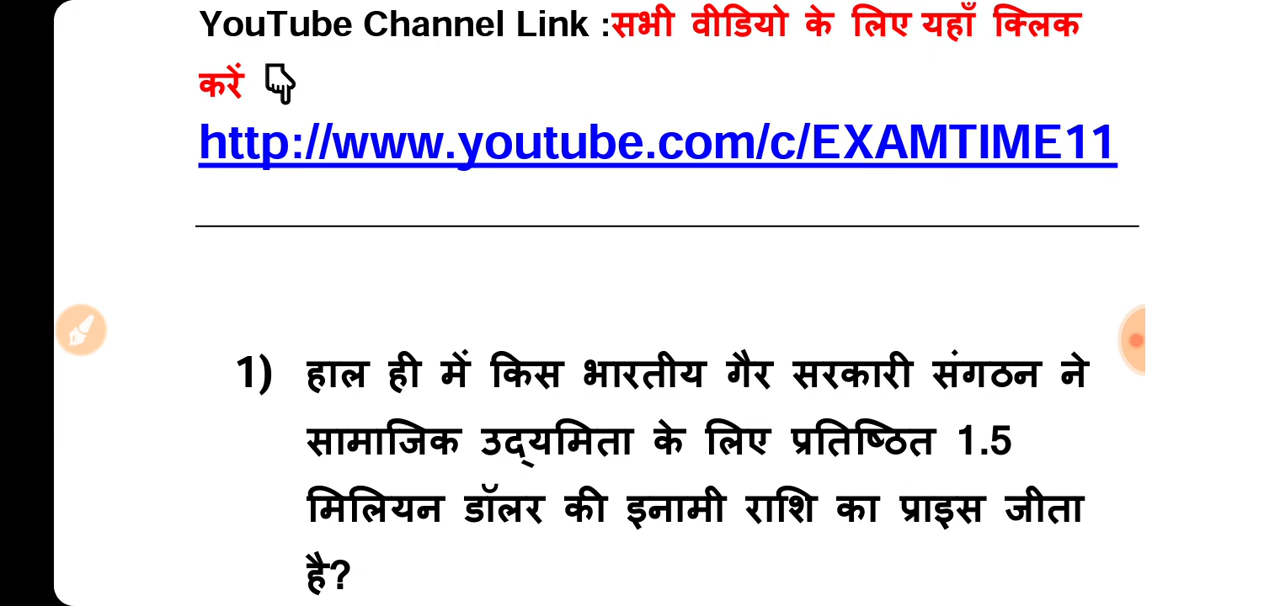 YouTube Channel Link :सभी वीडियो के लिए यहाँ क्लिक
करें 👇
http://www.youtube.com/c/EXAMTIME11
1) हाल ही में किस भारतीय गैर सरकारी संगठन ने
सामाजिक उद्यमिता के लिए प्रतिष्ठित 1.5
मिलियन डॉलर की इनामी राशि का प्राइस जीता
है?